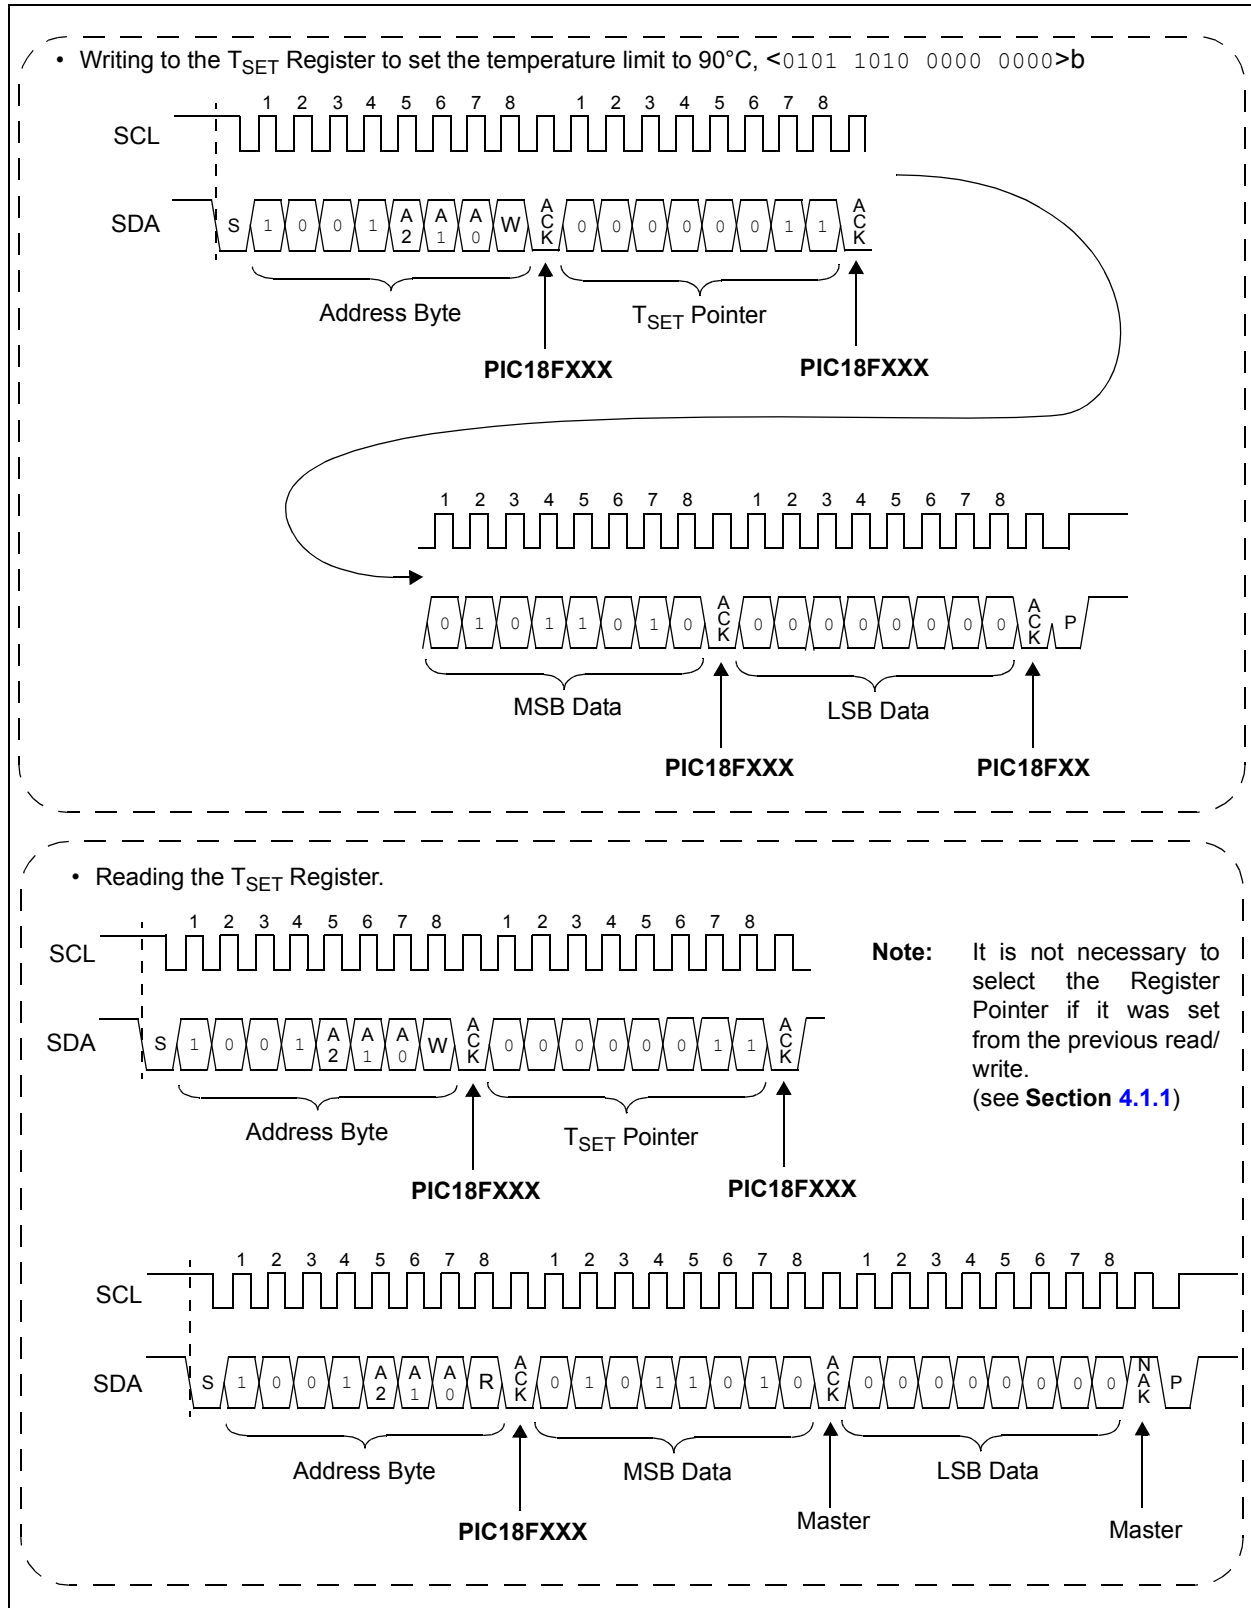 • Writing to the TSET Register to set the temperature limit to 90°C, <0101 1010 0000 0000>b
1 2 3 4 5 6 7 8 1 2 3 4 5 6 7 8
SCL
SDA S 1 0 0 1 A2 A1 A0 W ACK 0 0 0 0 0 0 1 1 ACK
Address Byte TSET Pointer
PIC18FXXX PIC18FXXX
1 2 3 4 5 6 7 8 1 2 3 4 5 6 7 8
0 1 0 1 1 0 1 0 ACK 0 0 0 0 0 0 0 0 ACK P
MSB Data LSB Data
PIC18FXXX PIC18FXX
• Reading the TSET Register.
1 2 3 4 5 6 7 8 1 2 3 4 5 6 7 8
SCL
SDA S 1 0 0 1 A2 A1 A0 W ACK 0 0 0 0 0 0 1 1 ACK
Address Byte TSET Pointer
PIC18FXXX PIC18FXXX
Note: It is not necessary to
select the Register
Pointer if it was set
from the previous read/
write.
(see Section 4.1.1)
1 2 3 4 5 6 7 8 1 2 3 4 5 6 7 8 1 2 3 4 5 6 7 8
SCL
SDA S 1 0 0 1 A2 A1 A0 R ACK 0 1 0 1 1 0 1 0 ACK 0 0 0 0 0 0 0 0 NAK P
Address Byte MSB Data LSB Data
PIC18FXXX Master Master